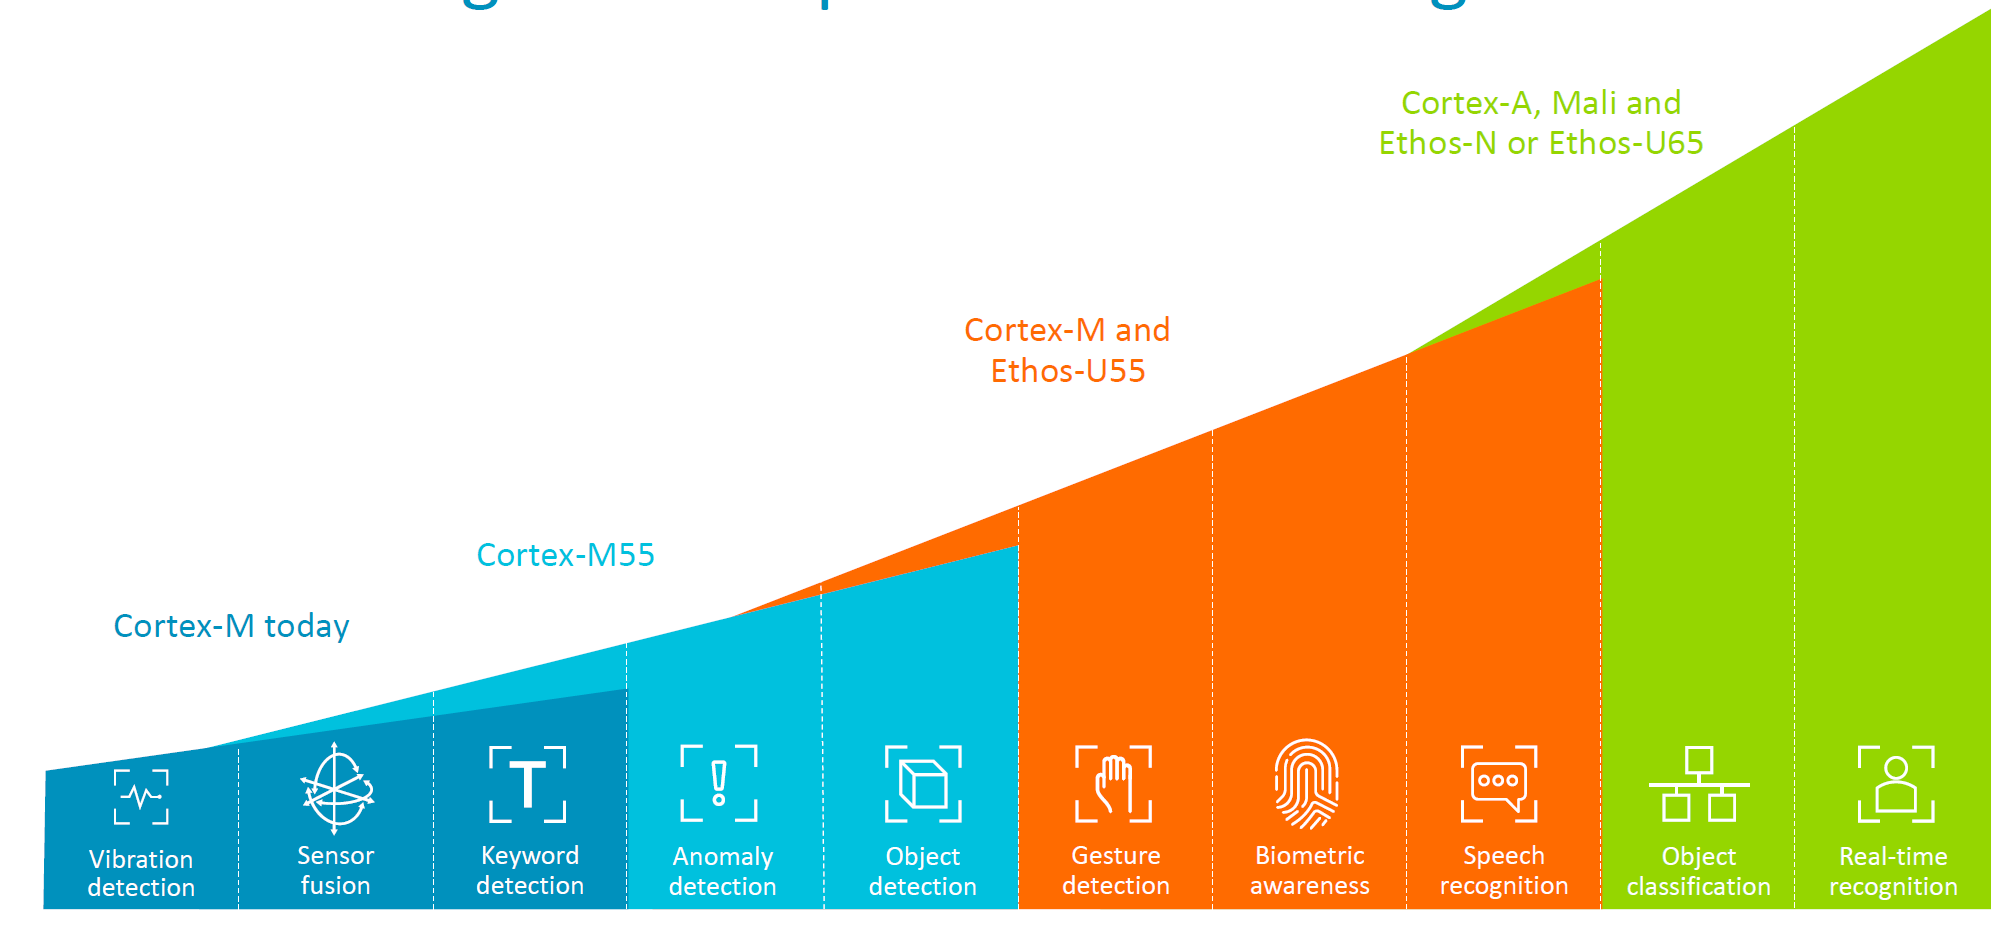 Cortex-A, Mali and
Ethos-N or Ethos-U65
Cortex-M and
Ethos-U55
Cortex-M55
Cortex-M today
T
Vibration
detection
Sensor
fusion
Keyword
detection
Anomaly
detection
Object
detection
Gesture
detection
Biometric
awareness
Speech
recognition
Object
classification
Real-time
recognition